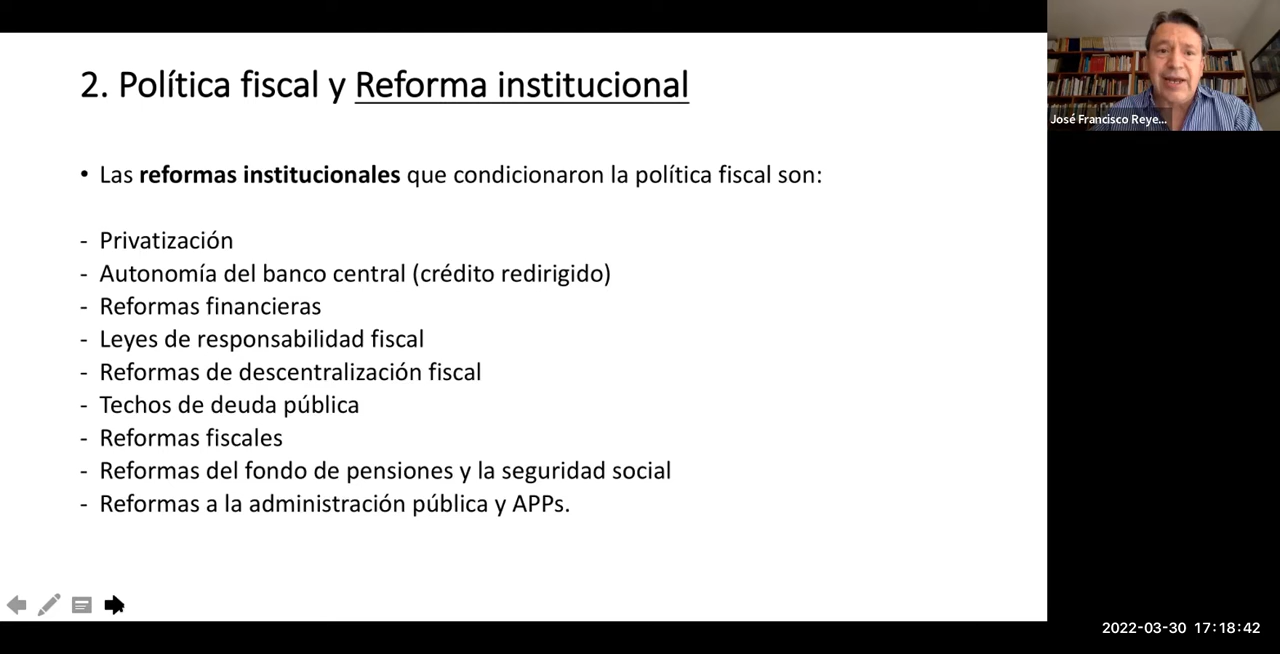 2. Política fiscal y Reforma institucional
• Las reformas institucionales que condicionaron la política fiscal son:
- Privatización
- Autonomía del banco central (crédito redirigido)
- Reformas financieras
- Leyes de responsabilidad fiscal
- Reformas de descentralización fiscal
- Techos de deuda pública
- Reformas fiscales
- Reformas del fondo de pensiones y la seguridad social
- Reformas a la administración pública y APPs.
José Francisco Reye...
2022-03-30 17:18:42